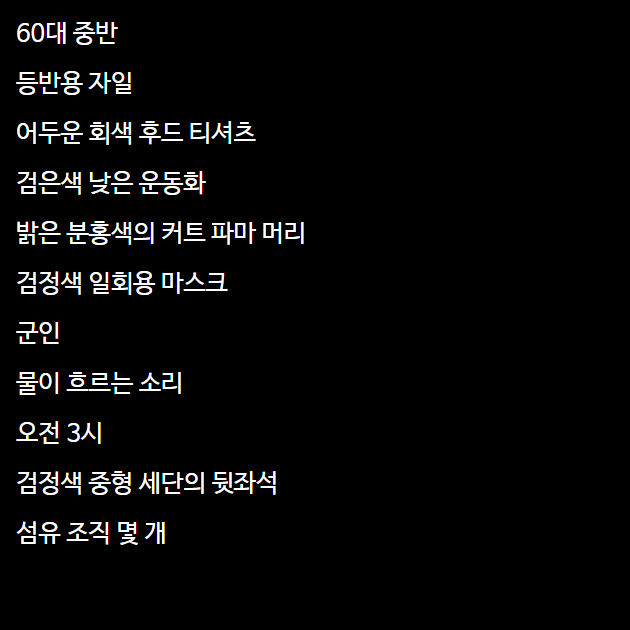 60대 중반
등반용 자일
어두운 회색 후드 티셔츠
검은색 낮은 운동화
밝은 분홍색의 커트 파마 머리
검정색 일회용 마스크
군인
물이 흐르는 소리
오전 3시
검정색 중형 세단의 뒷좌석
섬유 조직 몇 개